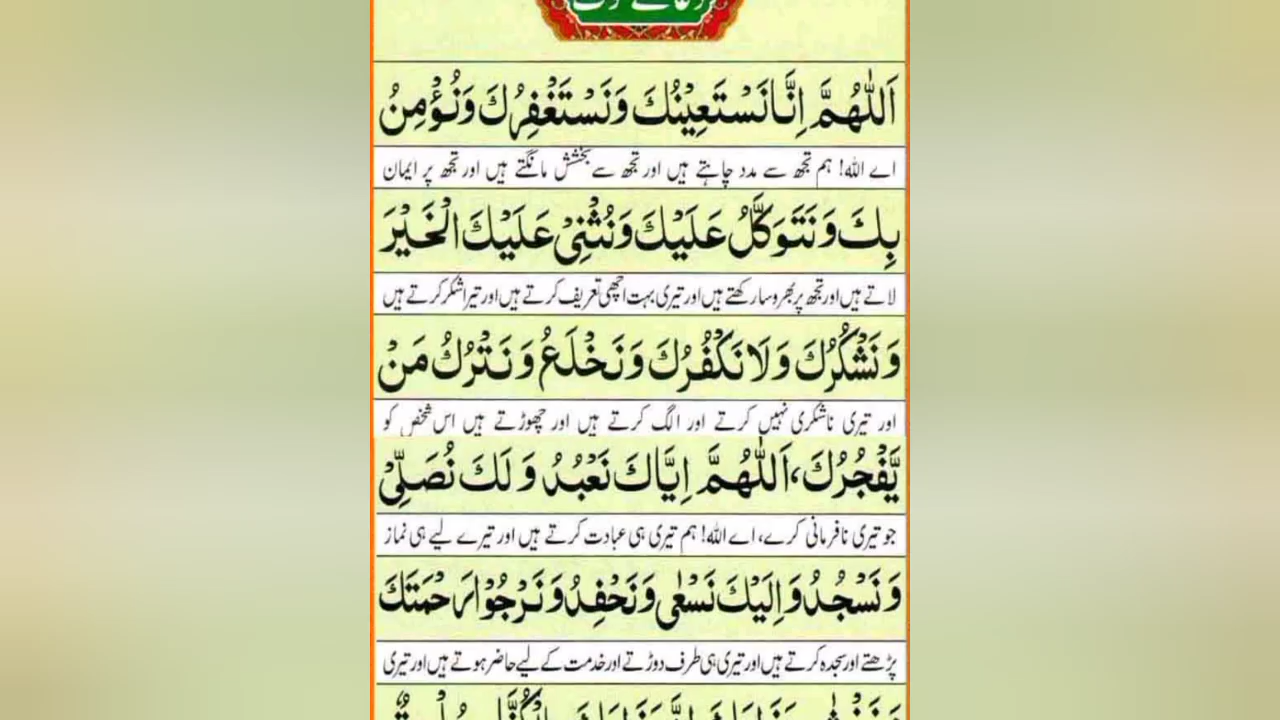 اَللّٰهُمَّ اِنَّا نَسْتَعِيْنُكَ وَنَسْتَغْفِرُكَ وَنُؤْمِنُ
اے اللہ! ہم تجھ سے مدد چاہتے ہیں اور تجھ سے بخشش مانگتے ہیں اور تجھ پر ایمان
بِكَ وَنَتَوَكَّلُ عَلَيْكَ وَنُثْنِيْ عَلَيْكَ الْخَيْرَ
لاتے ہیں اور تجھ پر بھروسا رکھتے ہیں اور تیری بہت اچھی تعریف کرتے ہیں اور تیرا شکر کرتے ہیں
وَنَشْكُرُكَ وَلَا نَكْفُرُكَ وَنَخْلَعُ وَنَتْرُكُ مَنْ
اور تیری ناشکری نہیں کرتے اور الگ کرتے ہیں اور چھوڑتے ہیں اس شخص کو
يَّفْجُرُكَ، اَللّٰهُمَّ اِيَّاكَ نَعْبُدُ وَلَكَ نُصَلِّيْ
جو تیری نافرمانی کرے، اے اللہ! ہم تیری ہی عبادت کرتے ہیں اور تیرے لیے ہی نماز
وَنَسْجُدُ وَاِلَيْكَ نَسْعٰى وَنَحْفِدُ وَنَرْجُوْا رَحْمَتَكَ
پڑھتے اور سجدہ کرتے ہیں اور تیری ہی طرف دوڑتے اور خدمت کے لیے حاضر ہوتے ہیں اور تیری